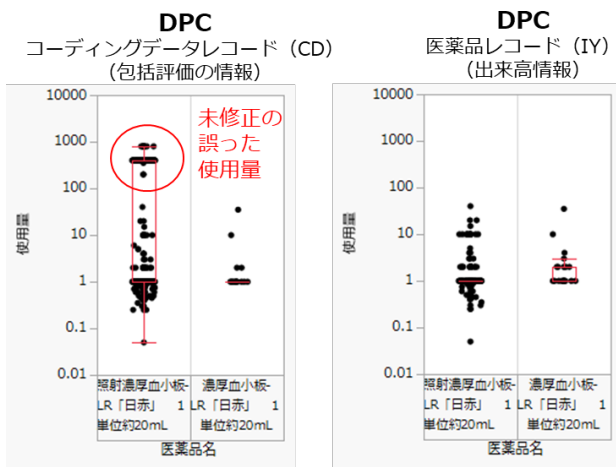 DPC
コーディングデータレコード（CD）
（包括評価の情報）
10000
1000
100
10
1
0.1
0.01
使用量
未修正の
誤った
使用量
照射濃厚血小板-
LR「日赤」 1
単位約20mL
濃厚血小板-
LR「日赤」 1
単位約20mL
医薬品名
DPC
医薬品レコード（IY）
（出来高情報）
10000
1000
100
10
1
0.1
0.01
使用量
照射濃厚血小板-
LR「日赤」 1
単位約20mL
濃厚血小板-
LR「日赤」 1
単位約20mL
医薬品名